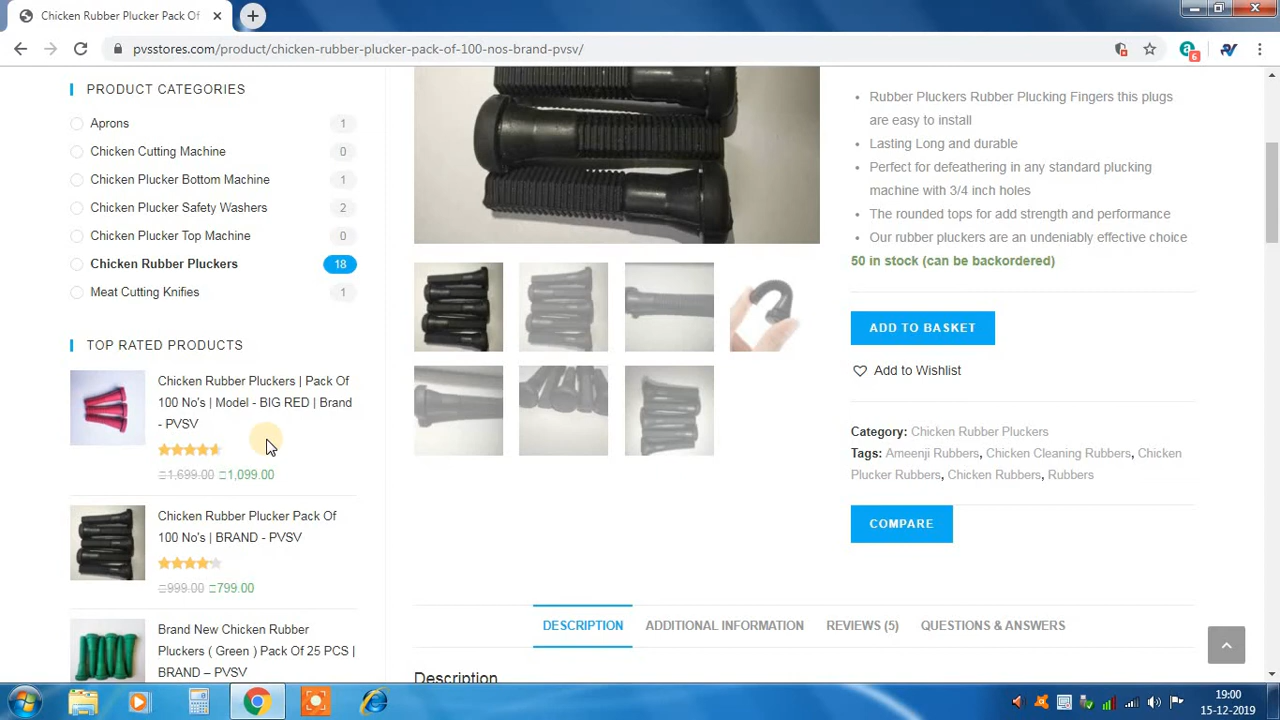 Chicken Rubber Plucker Pack Of
pvsstores.com/product/chicken-rubber-plucker-pack-of-100-nos-brand-pvsv/
6
PRODUCT CATEGORIES
Aprons 1
Chicken Cutting Machine 0
Chicken Plucker Bottom Machine 1
Chicken Plucker Safety Washers 2
Chicken Plucker Top Machine 0
Chicken Rubber Pluckers 18
Meat Cutting Knifies 1
TOP RATED PRODUCTS
Chicken Rubber Pluckers | Pack Of
100 No's | Model - BIG RED | Brand
- PVSV
1,699.00 1,099.00
Chicken Rubber Plucker Pack Of
100 No's | BRAND - PVSV
999.00 799.00
Brand New Chicken Rubber
Pluckers ( Green ) Pack Of 25 PCS |
BRAND – PVSV
Rubber Pluckers Rubber Plucking Fingers this plugs
are easy to install
Lasting Long and durable
Perfect for defeathering in any standard plucking
machine with 3/4 inch holes
The rounded tops for add strength and performance
Our rubber pluckers are an undeniably effective choice
50 in stock (can be backordered)
ADD TO BASKET
Add to Wishlist
Category: Chicken Rubber Pluckers
Tags: Ameenji Rubbers, Chicken Cleaning Rubbers, Chicken
Plucker Rubbers, Chicken Rubbers, Rubbers
COMPARE
DESCRIPTION ADDITIONAL INFORMATION REVIEWS (5) QUESTIONS & ANSWERS
Description
19:00
15-12-2019